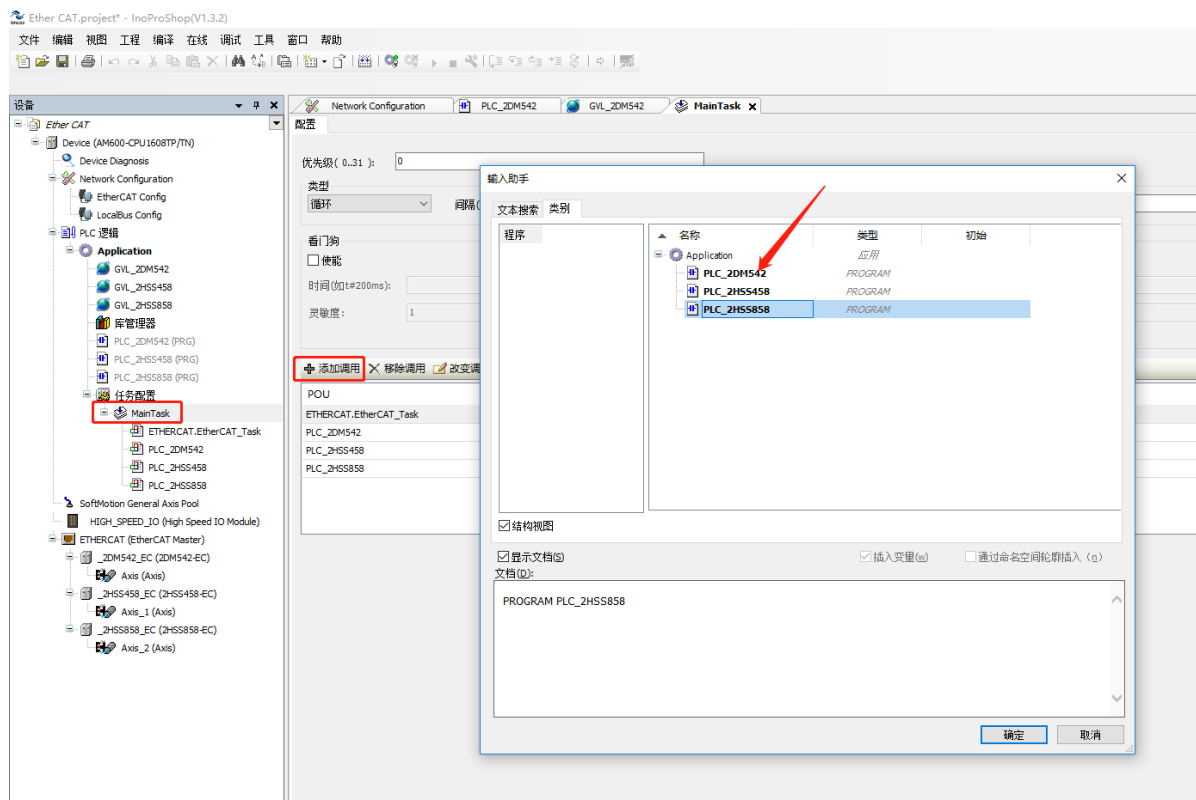 Ether CAT.project* - InoProShop(V1.3.2)
文件 编辑 视图 工程 编译 在线 调试 工具 窗口 帮助
设备
Ether CAT
Device (AM600-CPU1608TP/TN)
Device Diagnosis
Network Configuration
EtherCAT Config
LocalBus Config
PLC 逻辑
Application
GVL_2DM542
GVL_2HSS458
GVL_2HSS858
库管理器
PLC_2DM542 (PRG)
PLC_2HSS458 (PRG)
PLC_2HSS858 (PRG)
任务配置
MainTask
ETHERCAT.EtherCAT_Task
PLC_2DM542
PLC_2HSS458
PLC_2HSS858
SoftMotion General Axis Pool
HIGH_SPEED_IO (High Speed IO Module)
ETHERCAT (EtherCAT Master)
_2DM542_EC (2DM542-EC)
Axis (Axis)
_2HSS458_EC (2HSS458-EC)
Axis_1 (Axis)
_2HSS858_EC (2HSS858-EC)
Axis_2 (Axis)
Network Configuration PLC_2DM542 GVL_2DM542 MainTask
配置
优先级( 0..31 ): 0
类型
循环 间隔(
看门狗
使能
时间(如t#200ms):
灵敏度: 1
添加调用 移除调用 改变调
POU
ETHERCAT.EtherCAT_Task
PLC_2DM542
PLC_2HSS458
PLC_2HSS858
输入助手
文本搜索 类别
程序
名称 类型 初始
Application 应用
PLC_2DM542 PROGRAM
PLC_2HSS458 PROGRAM
PLC_2HSS858 PROGRAM
结构视图
显示文档(S) 插入变量(w) 通过命名空间轮廓插入 (n)
文档(D):
PROGRAM PLC_2HSS858
确定 取消